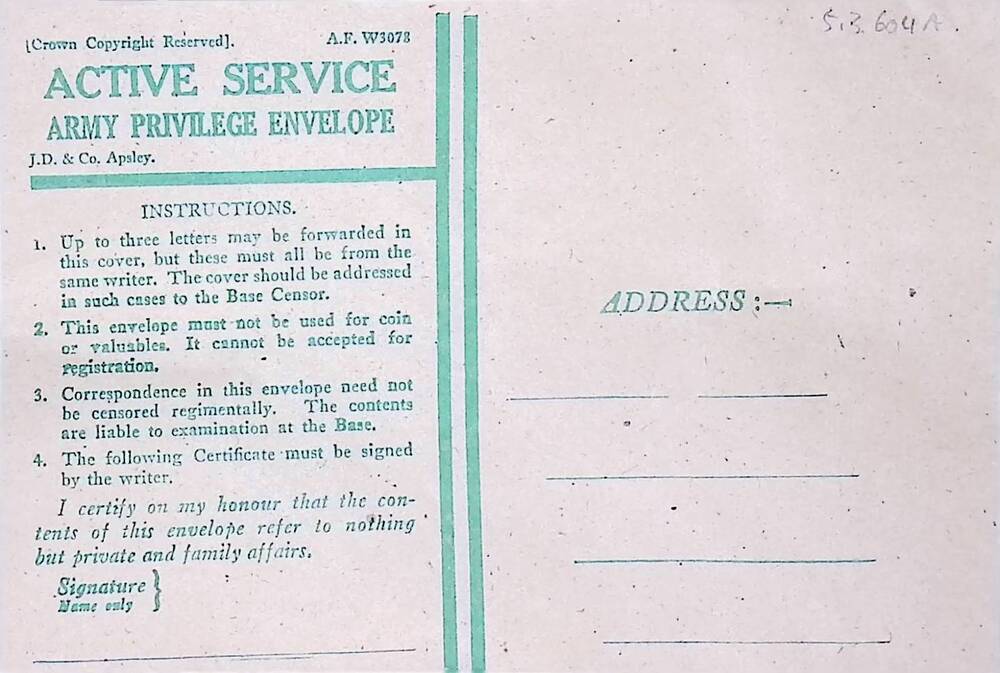 5.3.604A.
[Crown Copyright Reserved].
A.F. W3078
ACTIVE SERVICE
ARMY PRIVILEGE ENVELOPE
J.D. & Co. Apsley.
INSTRUCTIONS.
1. Up to three letters may be forwarded in
this cover, but these must all be from the
same writer. The cover should be addressed
in such cases to the Base Censor.
2. This envelope must not be used for coin
or valuables. It cannot be accepted for
registration.
3. Correspondence in this envelope need not
be censored regimentally. The contents
are liable to examination at the Base.
4. The following Certificate must be signed
by the writer.
I certify on my honour that the con-
tents of this envelope refer to nothing
but private and family affairs.
Signature }
Name only
ADDRESS :—